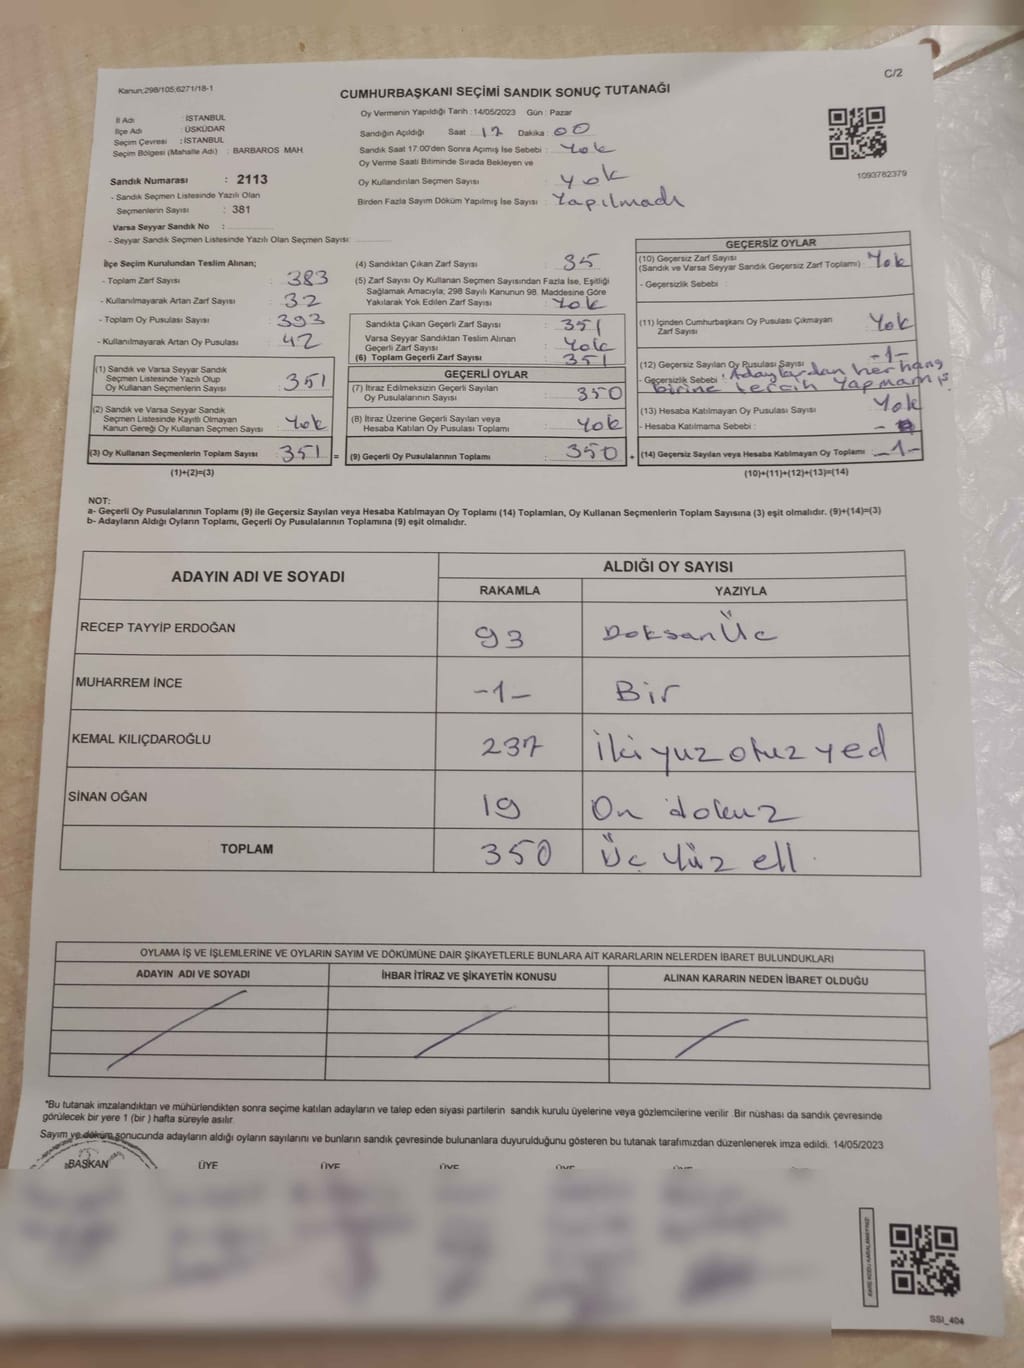 Kanun;298/105;6271/18-1
C/2
CUMHURBAŞKANI SEÇİMİ SANDIK SONUÇ TUTANAĞI
İl Adı : İSTANBUL
İlçe Adı : ÜSKÜDAR
Seçim Çevresi : İSTANBUL
Seçim Bölgesi (Mahalle Adı) : BARBAROS MAH.
Sandık Numarası : 2113
- Sandık Seçmen Listesinde Yazılı Olan
Seçmenlerin Sayısı : 381
Varsa Seyyar Sandık No :
- Seyyar Sandık Seçmen Listesinde Yazılı Olan Seçmen Sayısı:
Oy Vermenin Yapıldığı Tarih : 14/05/2023 Gün : Pazar
Sandığın Açıldığı Saat : 17 Dakika : 00
Sandık Saat 17:00'den Sonra Açımış İse Sebebi : Yok
Oy Verme Saati Bitiminde Sırada Bekleyen ve
Oy Kullandırılan Seçmen Sayısı : Yok
Birden Fazla Sayım Döküm Yapılmış İse Sayısı : Yapılmadı
1093782379
İlçe Seçim Kurulundan Teslim Alınan;
- Toplam Zarf Sayısı : 383
- Kullanılmayarak Artan Zarf Sayısı : 32
- Toplam Oy Pusulası Sayısı : 393
- Kullanılmayarak Artan Oy Pusulası : 42
(1) Sandık ve Varsa Seyyar Sandık
Seçmen Listesinde Yazılı Olup
Oy Kullanan Seçmenlerin Sayısı : 351
(2) Sandık ve Varsa Seyyar Sandık
Seçmen Listesinde Kayıtlı Olmayan
Kanun Gereği Oy Kullanan Seçmen Sayısı : Yok
(3) Oy Kullanan Seçmenlerin Toplam Sayısı : 351 =
(1)+(2)=(3)
(4) Sandıktan Çıkan Zarf Sayısı : 35
(5) Zarf Sayısı Oy Kullanan Seçmen Sayısından Fazla İse, Eşitliği
Sağlamak Amacıyla; 298 Sayılı Kanunun 98. Maddesine Göre
Yakılarak Yok Edilen Zarf Sayısı : Yok
Sandıkta Çıkan Geçerli Zarf Sayısı : 351
Varsa Seyyar Sandıktan Teslim Alınan
Geçerli Zarf Sayısı : Yok
(6) Toplam Geçerli Zarf Sayısı : 351
GEÇERLİ OYLAR
(7) İtiraz Edilmeksizin Geçerli Sayılan
Oy Pusulasının Sayısı : 350
(8) İtiraz Üzerine Geçerli Sayılan veya
Hesaba Katılan Oy Pusulası Toplamı : Yok
(9) Geçerli Oy Pusulalarının Toplamı : 350 +
GEÇERSİZ OYLAR
(10) Geçersiz Zarf Sayısı
(Sandık ve Varsa Seyyar Sandık Geçersiz Zarf Toplamı) : Yok
- Geçersizlik Sebebi :
(11) İçinden Cumhurbaşkanı Oy Pusulası Çıkmayan
Zarf Sayısı : Yok
(12) Geçersiz Sayılan Oy Pusulası Sayısı : -1-
- Geçersizlik Sebebi : Adaylardan her hang
birine tercih yapmamış
(13) Hesaba Katılmayan Oy Pusulası Sayısı : Yok
- Hesaba Katılmama Sebebi :
(14) Geçersiz Sayılan veya Hesaba Katılmayan Oy Toplamı : -1-
(10)+(11)+(12)+(13)=(14)
NOT:
a- Geçerli Oy Pusulalarının Toplamı (9) ile Geçersiz Sayılan veya Hesaba Katılmayan Oy Toplamı (14) Toplamları, Oy Kullanan Seçmenlerin Toplam Sayısına (3) eşit olmalıdır. (9)+(14)=(3)
b- Adayların Aldığı Oyların Toplamı, Geçerli Oy Pusulalarının Toplamına (9) eşit olmalıdır.
ADAYIN ADI VE SOYADI
ALDIĞI OY SAYISI
RAKAMLA YAZIYLA
RECEP TAYYİP ERDOĞAN 93 DoksanÜç
MUHARREM İNCE -1- Bir
KEMAL KILIÇDAROĞLU 237 İki yuz otuz yed
SİNAN OĞAN 19 On dokuz
TOPLAM 350 Üç Yüz ell
OYLAMA İŞ VE İŞLEMLERİNE VE OYLARIN SAYIM VE DÖKÜMÜNE DAİR ŞİKAYETLERLE BUNLARA AİT KARARLARIN NELERDEN İBARET BULUNDUKLARI
ADAYIN ADI VE SOYADI İHBAR İTİRAZ VE ŞİKAYETİN KONUSU ALINAN KARARIN NEDEN İBARET OLDUĞU
*Bu tutanak imzalandıktan ve mühürlendikten sonra seçime katılan adayların ve talep eden siyasi partilerin sandık kurulu üyelerine veya gözlemcilerine verilir. Bir nüshası da sandık çevresinde
görülecek bir yere 1 (bir ) hafta süreyle asılır.
Sayım ve döküm sonucunda adayların aldığı oyların sayılarını ve bunların sandık çevresinde bulunanlara duyurulduğunu gösteren bu tutanak tarafımızdan düzenlenerek imza edildi. 14/05/2023
BAŞKAN ÜYE ÜYE ÜYE
SSI_404